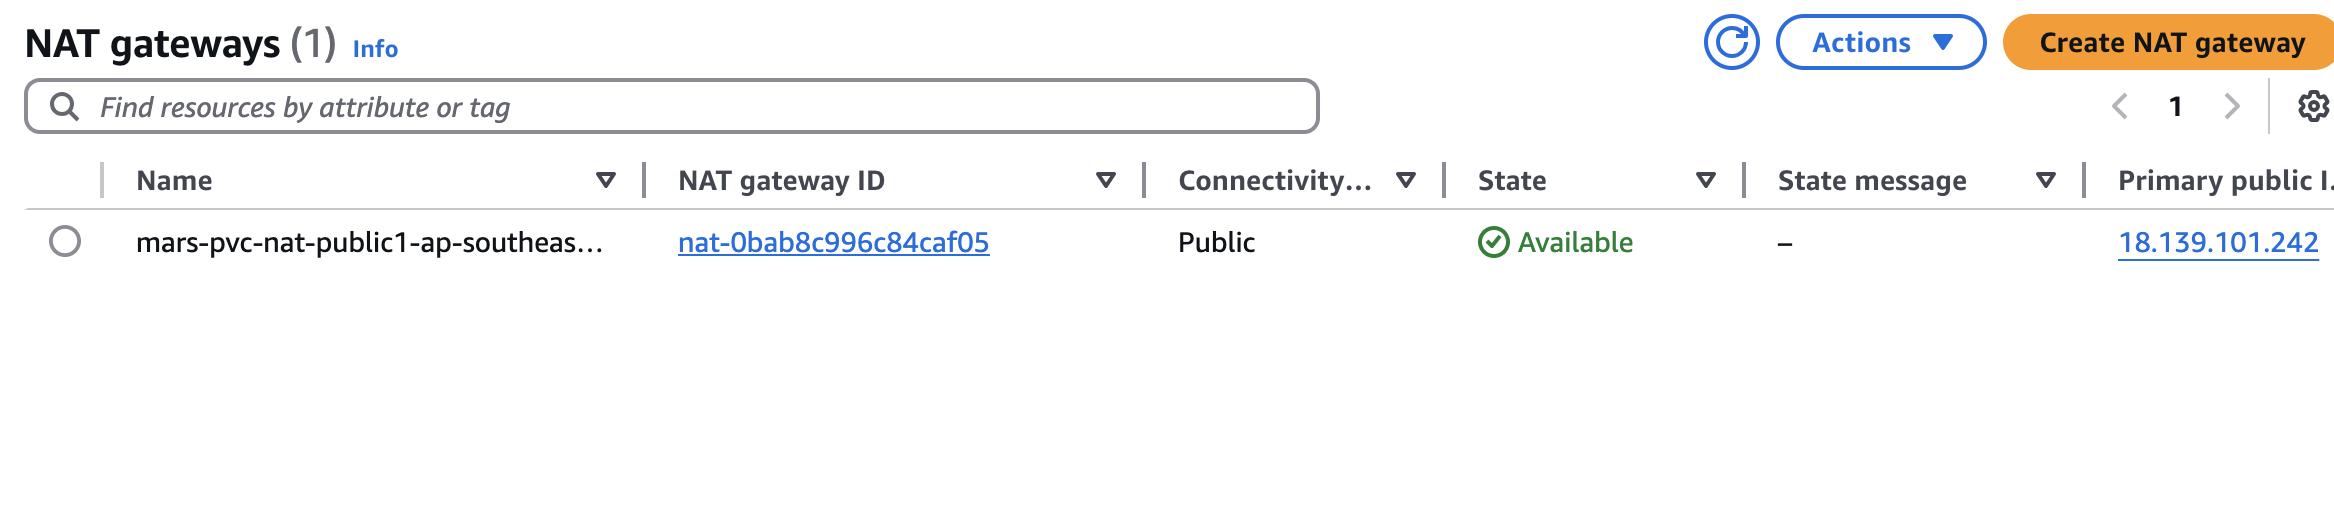 NAT gateways (1) Info
Actions
Create NAT gateway
Find resources by attribute or tag
1
Name NAT gateway ID Connectivity... State State message Primary public I.
mars-pvc-nat-public1-ap-southeas... nat-0bab8c996c84caf05 Public Available – 18.139.101.242